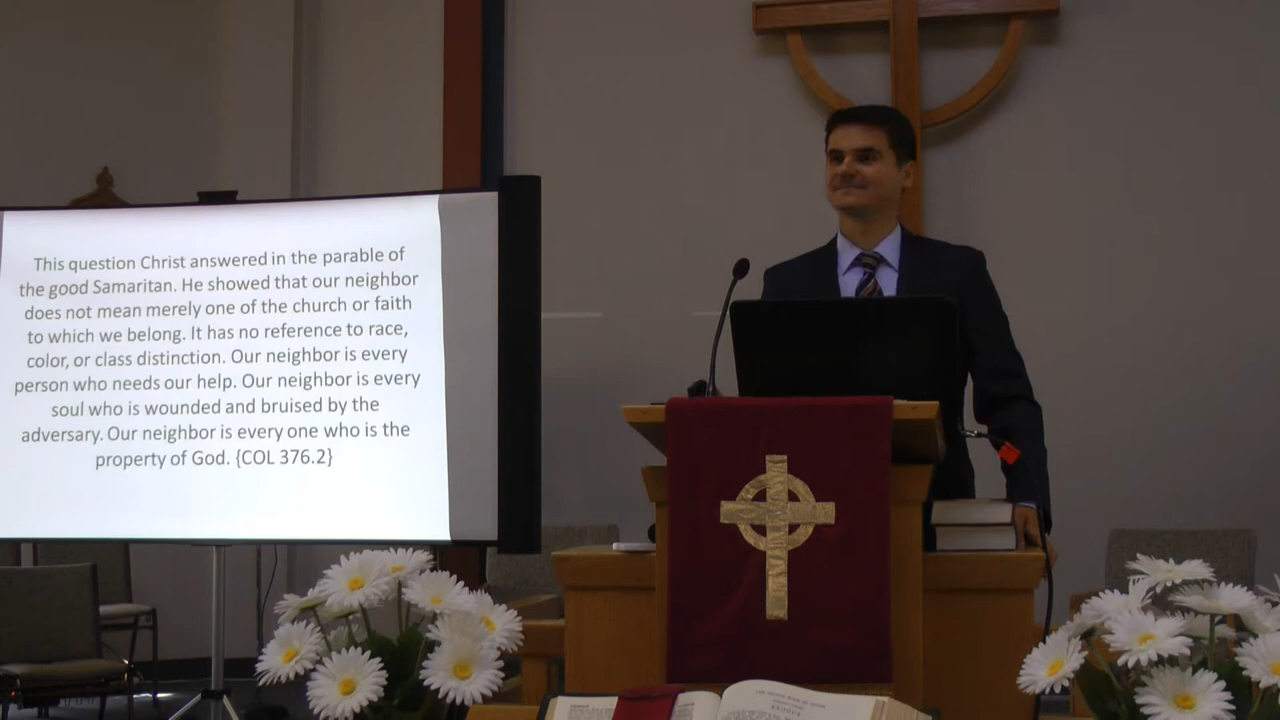 This question Christ answered in the parable of
the good Samaritan. He showed that our neighbor
does not mean merely one of the church or faith
to which we belong. It has no reference to race,
color, or class distinction. Our neighbor is every
person who needs our help. Our neighbor is every
soul who is wounded and bruised by the
adversary. Our neighbor is every one who is the
property of God. {COL 376.2}
EXODUS